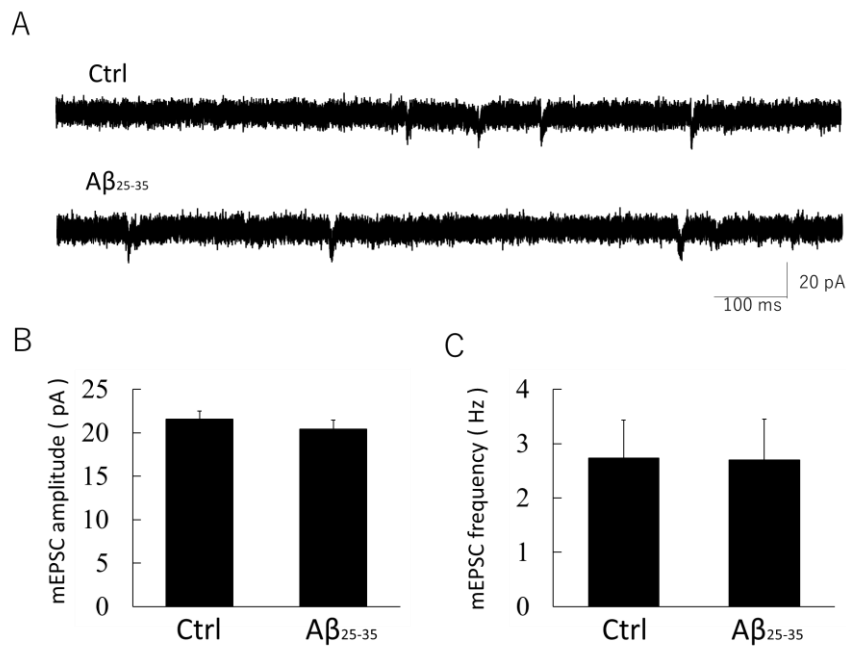 A
Ctrl
Aβ25-35
20 pA
100 ms
B
mEPSC amplitude ( pA )
25
20
15
10
5
0
Ctrl
Aβ25-35
C
mEPSC frequency ( Hz )
4
3
2
1
0
Ctrl
Aβ25-35